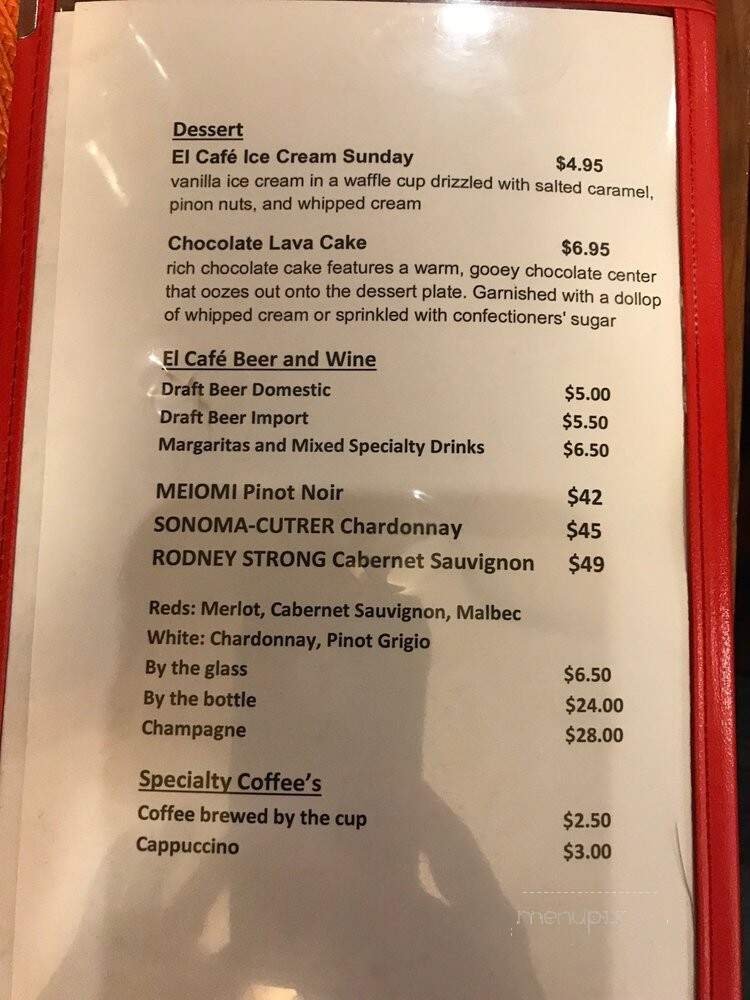 Dessert
El Café Ice Cream Sunday $4.95
vanilla ice cream in a waffle cup drizzled with salted caramel,
pinon nuts, and whipped cream
Chocolate Lava Cake $6.95
rich chocolate cake features a warm, gooey chocolate center
that oozes out onto the dessert plate. Garnished with a dollop
of whipped cream or sprinkled with confectioners' sugar
El Café Beer and Wine
Draft Beer Domestic $5.00
Draft Beer Import $5.50
Margaritas and Mixed Specialty Drinks $6.50
MEIOMI Pinot Noir $42
SONOMA-CUTRER Chardonnay $45
RODNEY STRONG Cabernet Sauvignon $49
Reds: Merlot, Cabernet Sauvignon, Malbec
White: Chardonnay, Pinot Grigio
By the glass $6.50
By the bottle $24.00
Champagne $28.00
Specialty Coffee's
Coffee brewed by the cup $2.50
Cappuccino $3.00